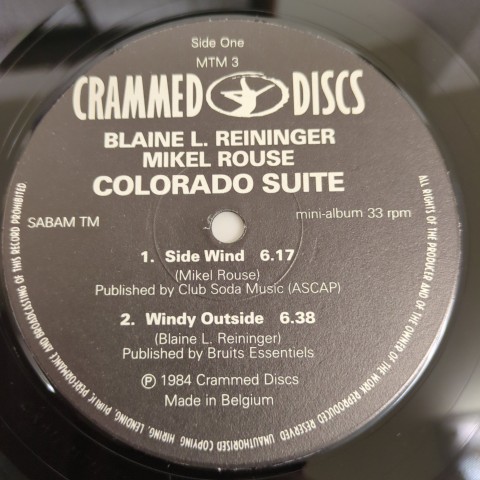 Side One
MTM 3
CRAMMED DISCS
BLAINE L. REININGER
MIKEL ROUSE
COLORADO SUITE
SABAM TM
mini-album 33 rpm
1. Side Wind 6.17
(Mikel Rouse)
Published by Club Soda Music (ASCAP)
2. Windy Outside 6.38
(Blaine L. Reininger)
Published by Bruits Essentiels
℗ 1984 Crammed Discs
Made in Belgium
ALL RIGHTS OF THE PRODUCER AND OF THE OWNER OF THE WORK REPRODUCED RESERVED UNAUTHORISED COPYING HIRING, LENDING, PUBLIC PERFORMANCE AND BROADCASTING OF THIS RECORD PROHIBITED